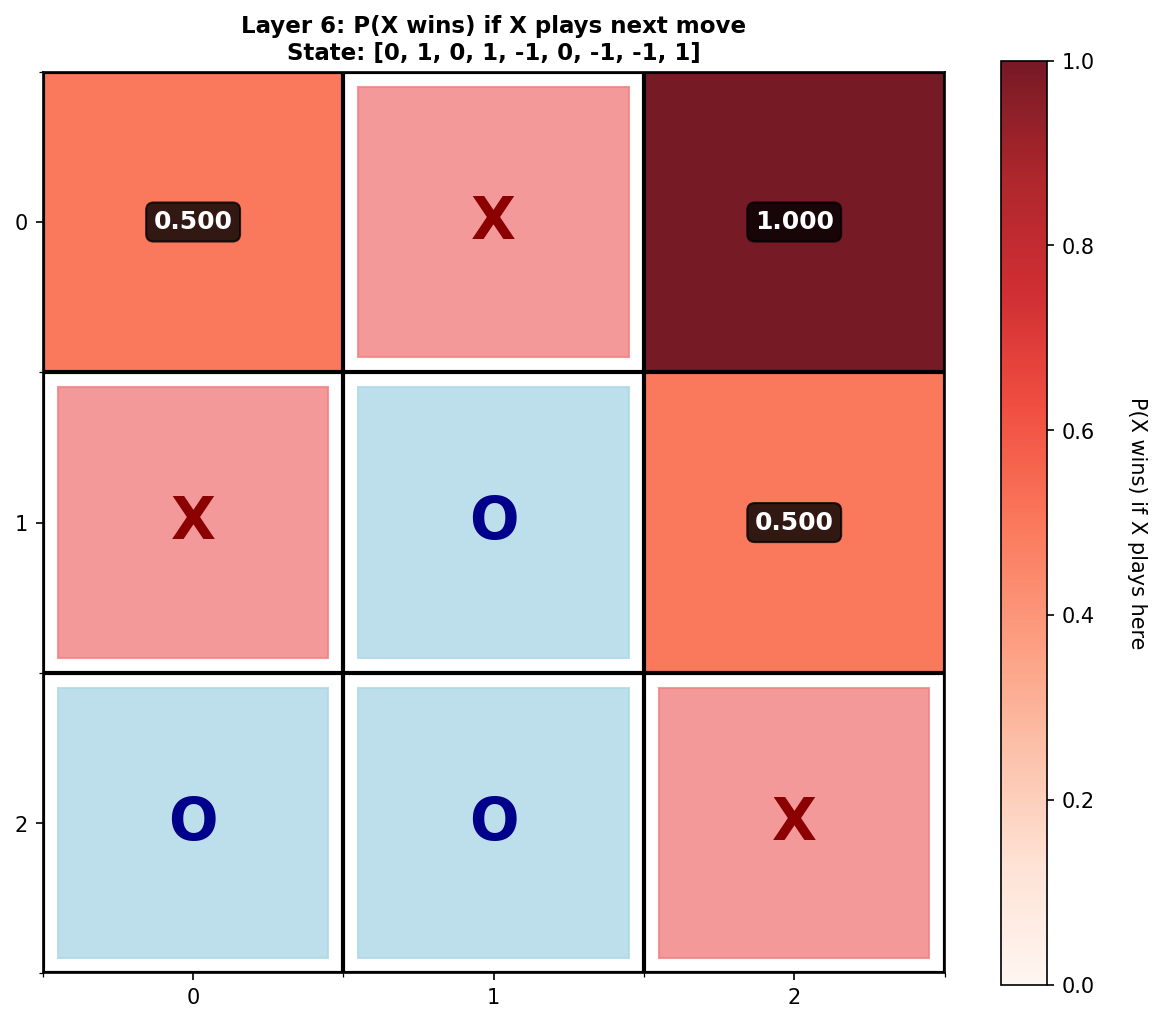 Layer 6: P(X wins) if X plays next move
State: [0, 1, 0, 1, -1, 0, -1, -1, 1]
0
0.500
X
1.000
1
X
O
0.500
2
O
O
X
0
1
2
1.0
0.8
0.6
0.4
0.2
0.0
P(X wins) if X plays here